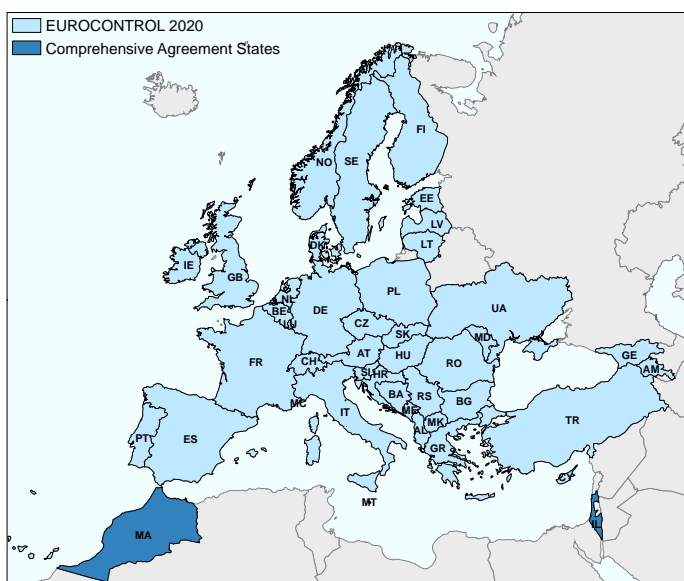 EUROCONTROL 2020
Comprehensive Agreement States
FI
NO
SE
EE
LV
LT
DK
IE
GB
NL
BE
LU
DE
PL
CZ
SK
UA
MD
FR
CH
AT
HU
RO
SI
HR
BA
RS
BG
ME
MK
AL
GR
MC
IT
PT
ES
GE
AM
TR
CY
MT
IL
MA